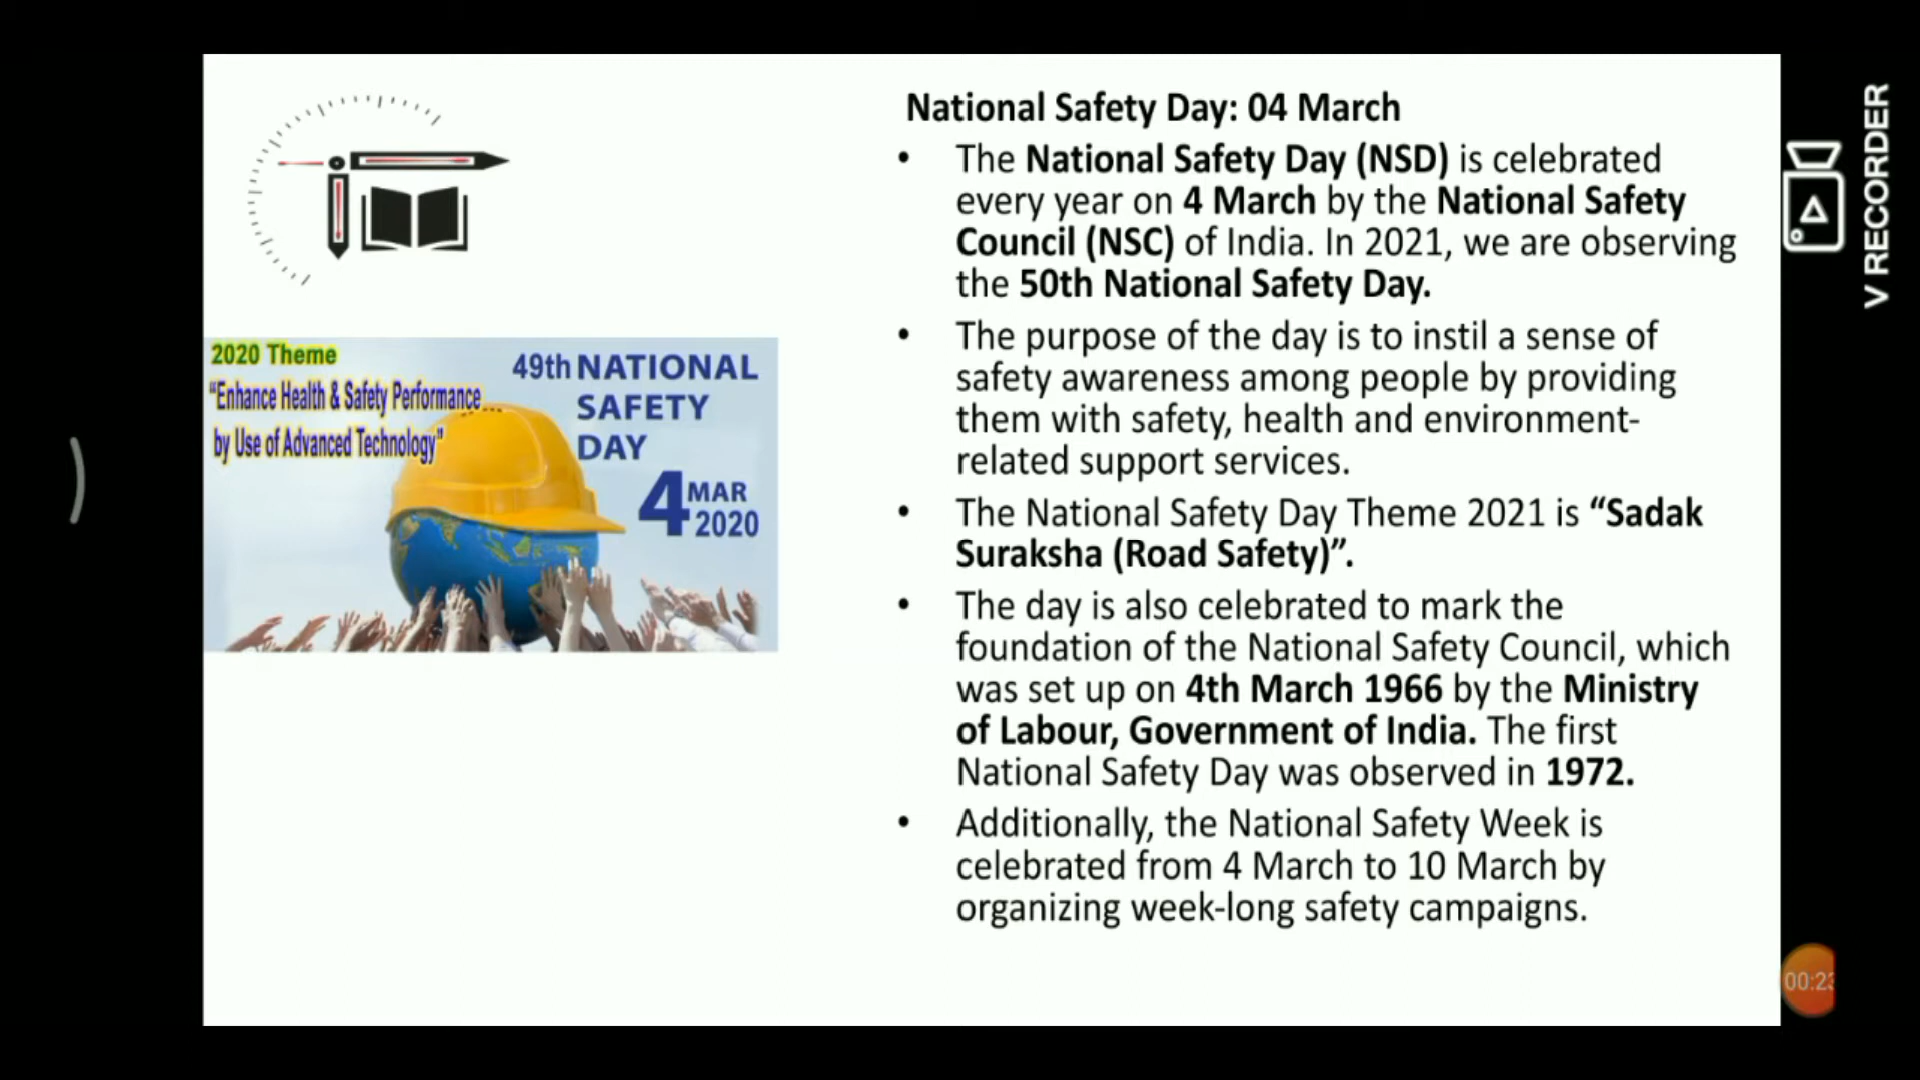 National Safety Day: 04 March
• The National Safety Day (NSD) is celebrated
every year on 4 March by the National Safety
Council (NSC) of India. In 2021, we are observing
the 50th National Safety Day.
• The purpose of the day is to instil a sense of
safety awareness among people by providing
them with safety, health and environment-
related support services.
• The National Safety Day Theme 2021 is “Sadak
Suraksha (Road Safety)”.
• The day is also celebrated to mark the
foundation of the National Safety Council, which
was set up on 4th March 1966 by the Ministry
of Labour, Government of India. The first
National Safety Day was observed in 1972.
• Additionally, the National Safety Week is
celebrated from 4 March to 10 March by
organizing week-long safety campaigns.
2020 Theme
“Enhance Health & Safety Performance
by Use of Advanced Technology”
49th NATIONAL
SAFETY
DAY
4 MAR
2020
V RECORDER
00:23